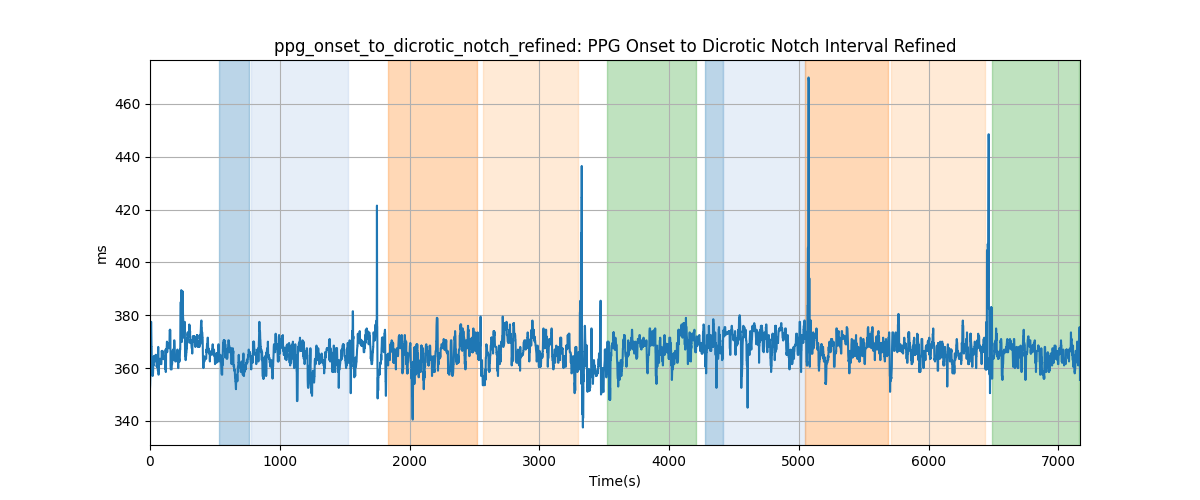 ppg_onset_to_dicrotic_notch_refined: PPG Onset to Dicrotic Notch Interval Refined
460
440
420
400
380
360
340
ms
0 1000 2000 3000 4000 5000 6000 7000
Time(s)